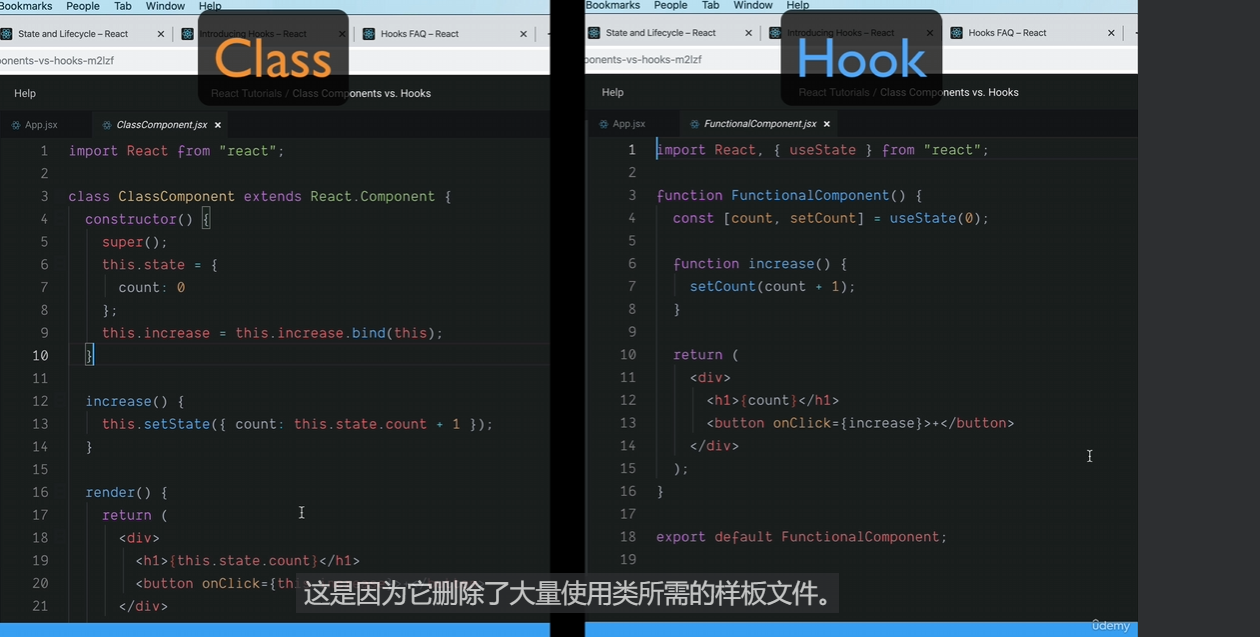 Bookmarks People Tab Window Help
State and Lifecycle – React
Introducing Hooks – React
Hooks FAQ – React
Class
onents-vs-hooks-m2lzf
Help
React Tutorials / Class Components vs. Hooks
App.jsx
ClassComponent.jsx
1 import React from "react";
2
3 class ClassComponent extends React.Component {
4 constructor() {
5 super();
6 this.state = {
7 count: 0
8 };
9 this.increase = this.increase.bind(this);
10 }
11
12 increase() {
13 this.setState({ count: this.state.count + 1 });
14 }
15
16 render() {
17 return (
18 <div>
19 <h1>{this.state.count}</h1>
20 <button onClick={
21 </div>
Bookmarks People Tab Window Help
State and Lifecycle – React
Introducing Hooks – React
Hooks FAQ – React
Hook
ponents-vs-hooks-m2lzf
Help
React Tutorials / Class Components vs. Hooks
App.jsx
FunctionalComponent.jsx
1 import React, { useState } from "react";
2
3 function FunctionalComponent() {
4 const [count, setCount] = useState(0);
5
6 function increase() {
7 setCount(count + 1);
8 }
9
10 return (
11 <div>
12 <h1>{count}</h1>
13 <button onClick={increase}>+</button>
14 </div>
15 );
16 }
17
18 export default FunctionalComponent;
19
这是因为它删除了大量使用类所需的样板文件。
ûdemy